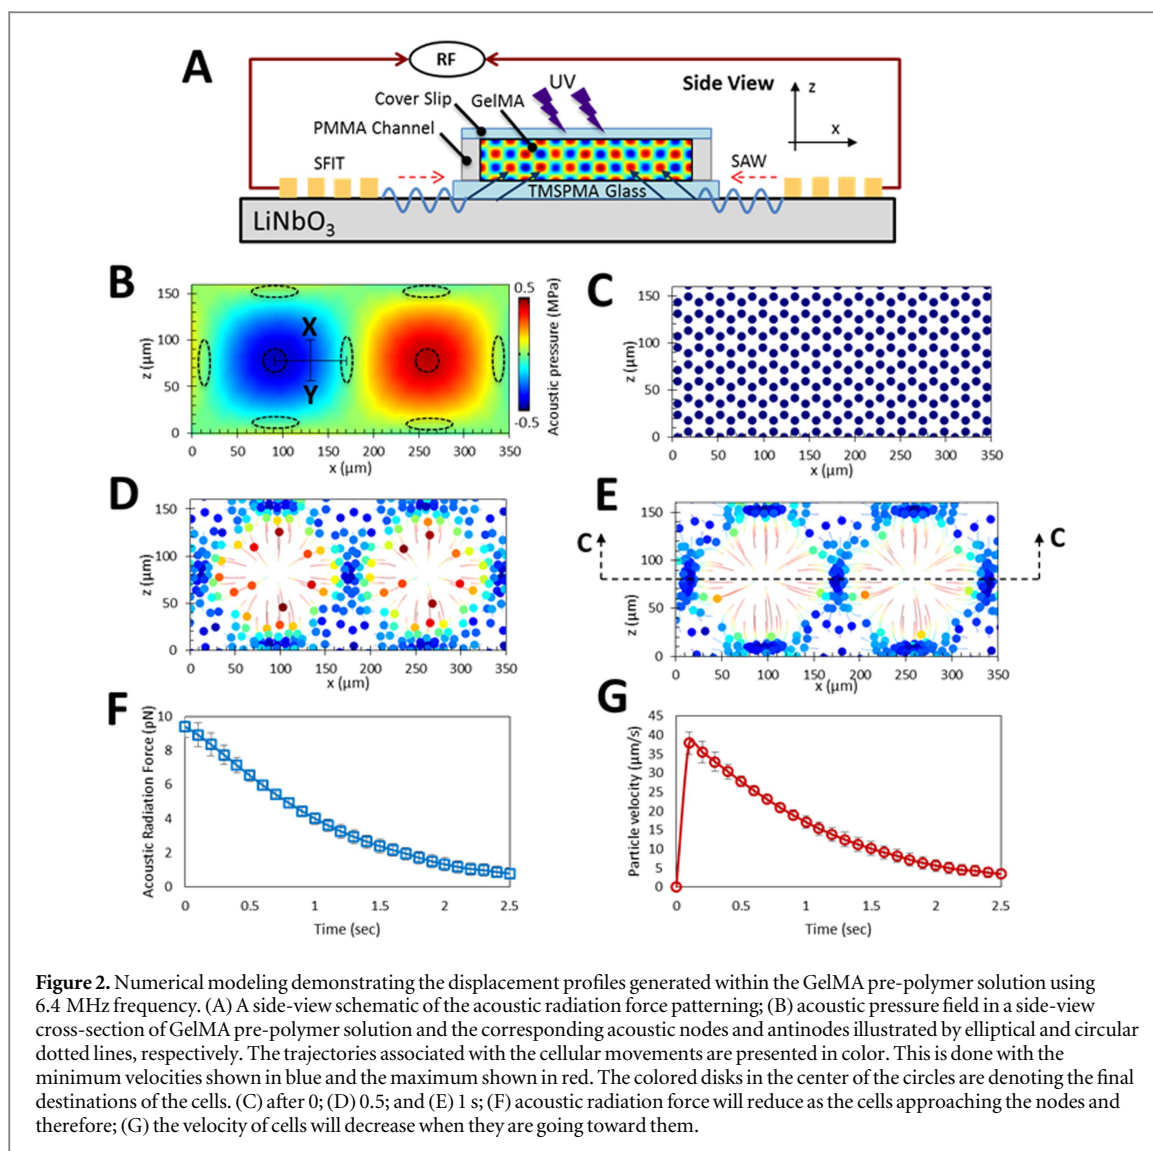 A
RF
UV
Side View
z
x
Cover Slip
GelMA
PMMA Channel
SFIT
SAW
TMSPMA Glass
LiNbO3
B
150
100
50
0
z (µm)
0 50 100 150 200 250 300 350
x (µm)
X
Y
0.5
-0.5
Acoustic pressure (MPa)
C
150
100
50
0
z (µm)
0 50 100 150 200 250 300 350
x (µm)
D
150
100
50
0
z (µm)
0 50 100 150 200 250 300 350
x (µm)
E
C
C
150
100
50
0
z (µm)
0 50 100 150 200 250 300 350
x (µm)
F
10
8
6
4
2
0
Acoustic Radiation Force (pN)
0 0.5 1 1.5 2 2.5
Time (sec)
G
45
40
35
30
25
20
15
10
5
0
Particle velocity (µm/s)
0 0.5 1 1.5 2 2.5
Time (sec)
Figure 2. Numerical modeling demonstrating the displacement profiles generated within the GelMA pre-polymer solution using
6.4 MHz frequency. (A) A side-view schematic of the acoustic radiation force patterning; (B) acoustic pressure field in a side-view
cross-section of GelMA pre-polymer solution and the corresponding acoustic nodes and antinodes illustrated by elliptical and circular
dotted lines, respectively. The trajectories associated with the cellular movements are presented in color. This is done with the
minimum velocities shown in blue and the maximum shown in red. The colored disks in the center of the circles are denoting the final
destinations of the cells. (C) after 0; (D) 0.5; and (E) 1 s; (F) acoustic radiation force will reduce as the cells approaching the nodes and
therefore; (G) the velocity of cells will decrease when they are going toward them.